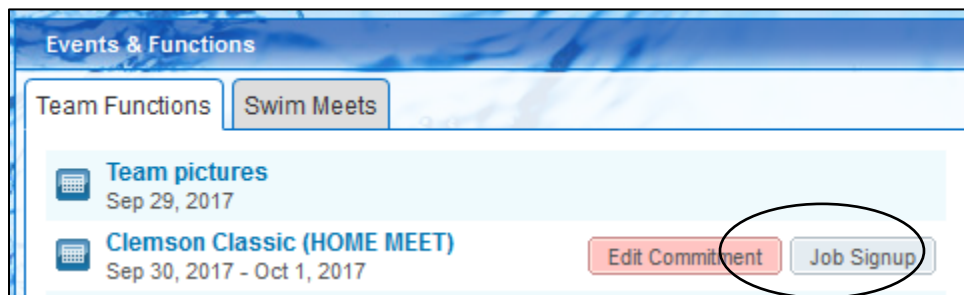 Events & Functions
Team Functions Swim Meets
Team pictures
Sep 29, 2017
Clemson Classic (HOME MEET)
Edit Commitment Job Signup
Sep 30, 2017 - Oct 1, 2017